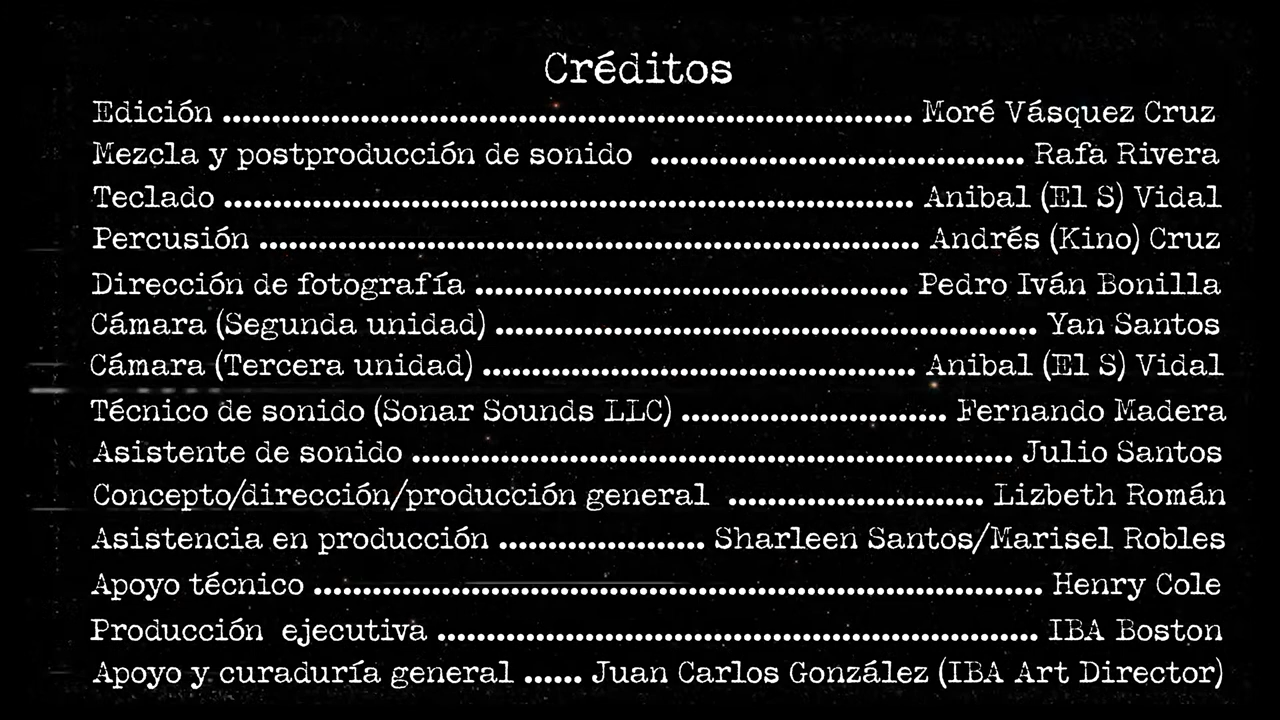 Créditos
Edición ...................................................................... Moré Vásquez Cruz
Mezcla y postproducción de sonido ...................................... Rafa Rivera
Teclado ...................................................................... Anibal (El S) Vidal
Percusión ................................................................... Andrés (Kino) Cruz
Dirección de fotografía ............................................ Pedro Iván Bonilla
Cámara (Segunda unidad) ....................................................... Yan Santos
Cámara (Tercera unidad) ............................................ Anibal (El S) Vidal
Técnico de sonido (Sonar Sounds LLC) ........................... Fernando Madera
Asistente de sonido ............................................................. Julio Santos
Concepto/dirección/producción general .......................... Lizbeth Román
Asistencia en producción ..................... Sharleen Santos/Marisel Robles
Apoyo técnico .......................................................................... Henry Cole
Producción ejecutiva ............................................................. IBA Boston
Apoyo y curaduría general ...... Juan Carlos González (IBA Art Director)